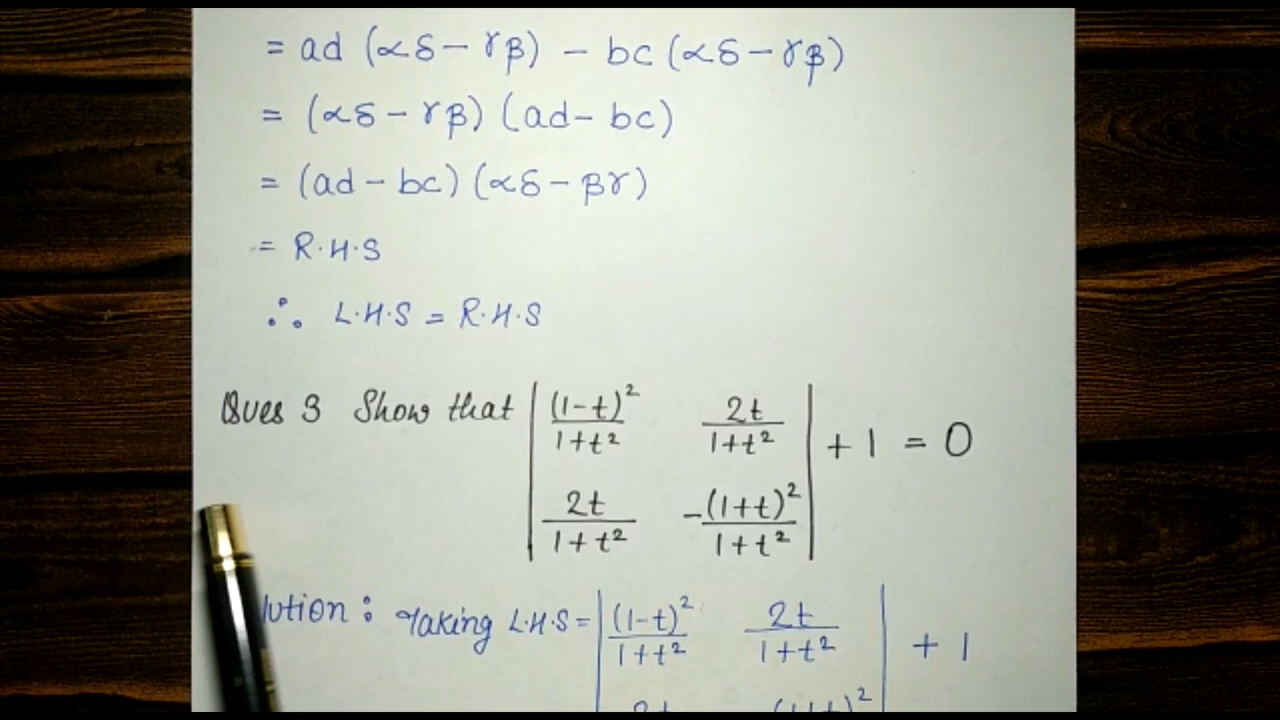 = ad (αδ − γβ) − bc (αδ − γβ)
= (αδ − γβ) (ad − bc)
= (ad − bc) (αδ − βγ)
= R.H.S
∴ L.H.S = R.H.S
Ques 3 Show that | (1-t)²/1+t² 2t/1+t² | + 1 = 0
| 2t/1+t² -(1+t)²/1+t² |
lution : Taking L.H.S = | (1-t)²/1+t² 2t/1+t² | + 1